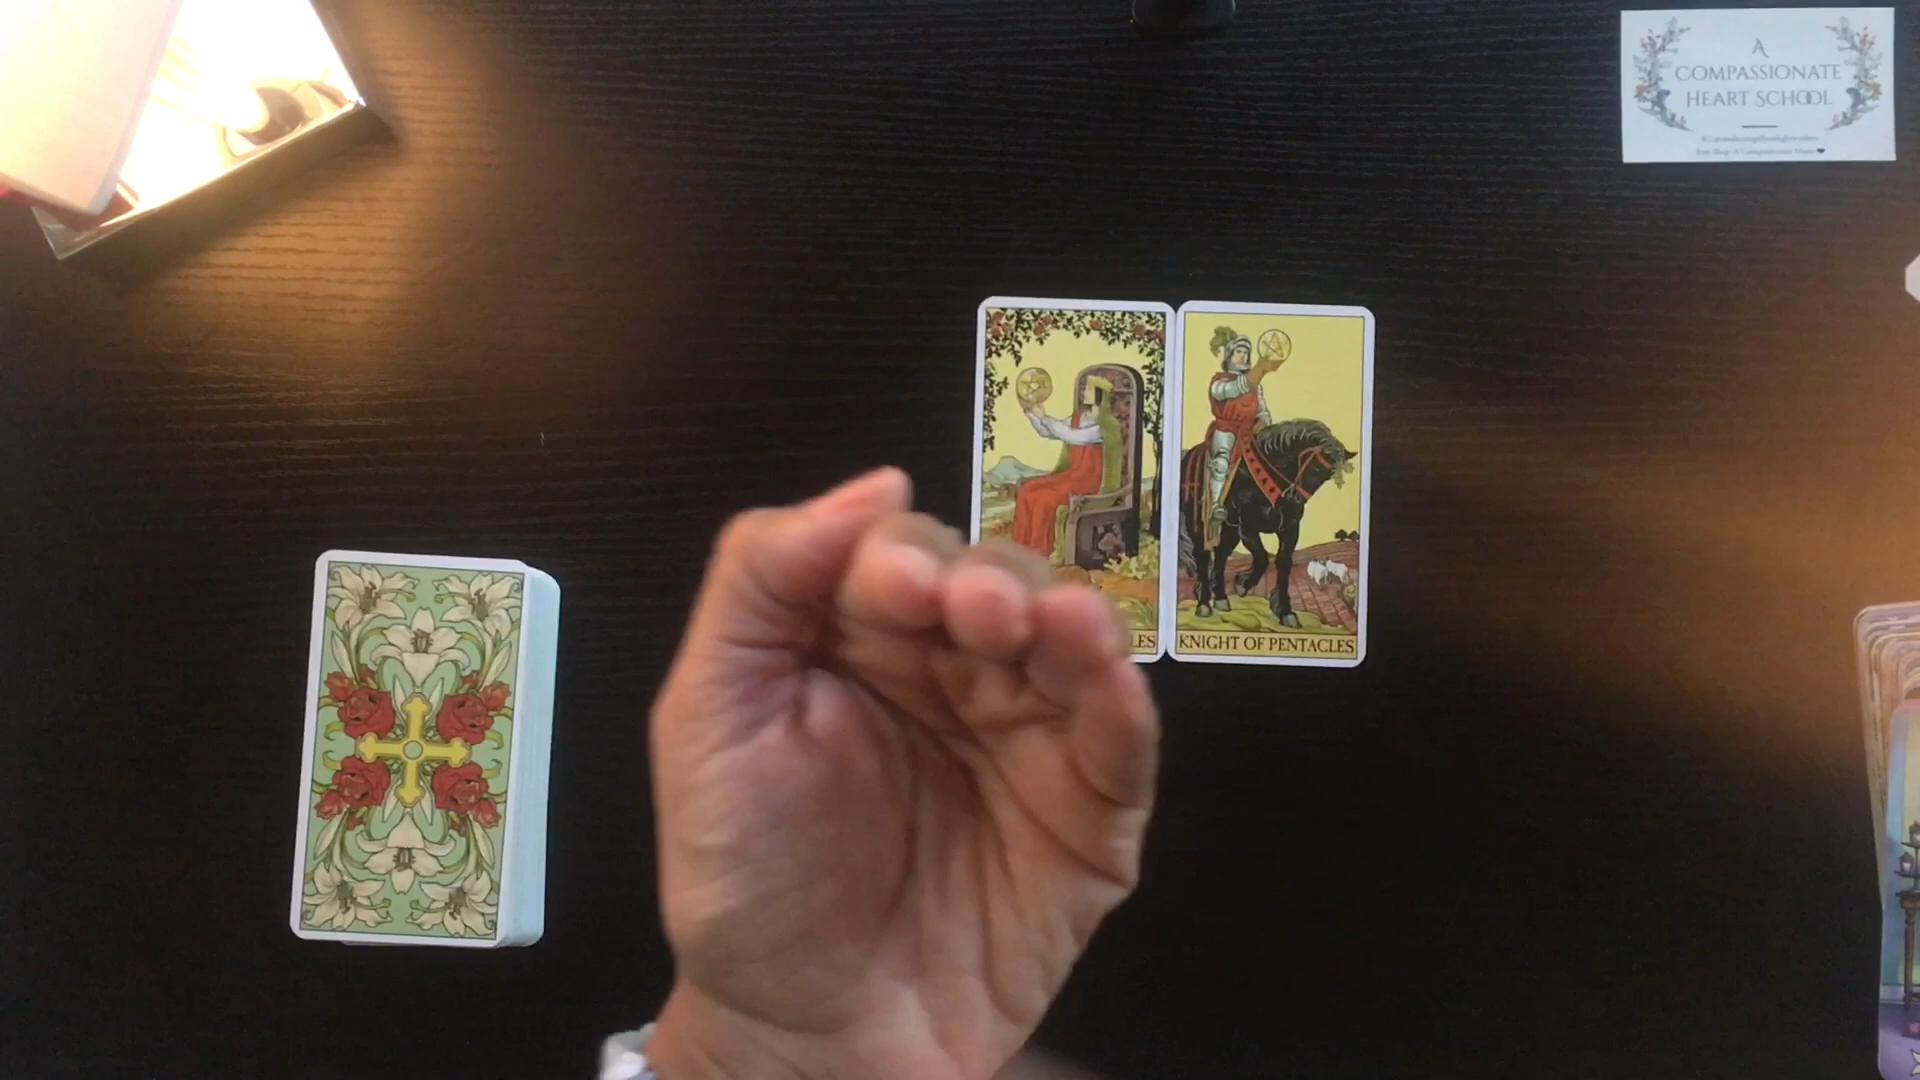 A
COMPASSIONATE
HEART SCHOOL
LES
KNIGHT OF PENTACLES